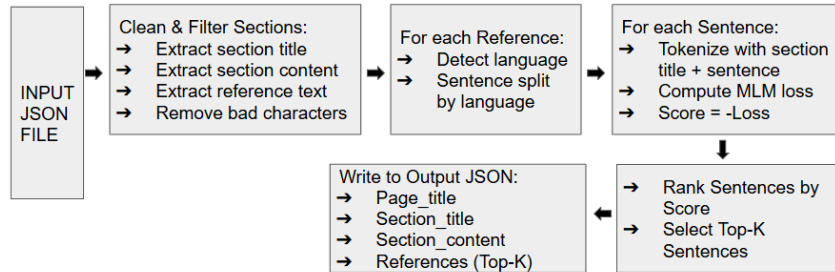 INPUT
JSON
FILE
Clean & Filter Sections:
➔ Extract section title
➔ Extract section content
➔ Extract reference text
➔ Remove bad characters
For each Reference:
➔ Detect language
➔ Sentence split
by language
For each Sentence:
➔ Tokenize with section
title + sentence
➔ Compute MLM loss
➔ Score = -Loss
➔ Rank Sentences by
Score
➔ Select Top-K
Sentences
Write to Output JSON:
➔ Page_title
➔ Section_title
➔ Section_content
➔ References (Top-K)